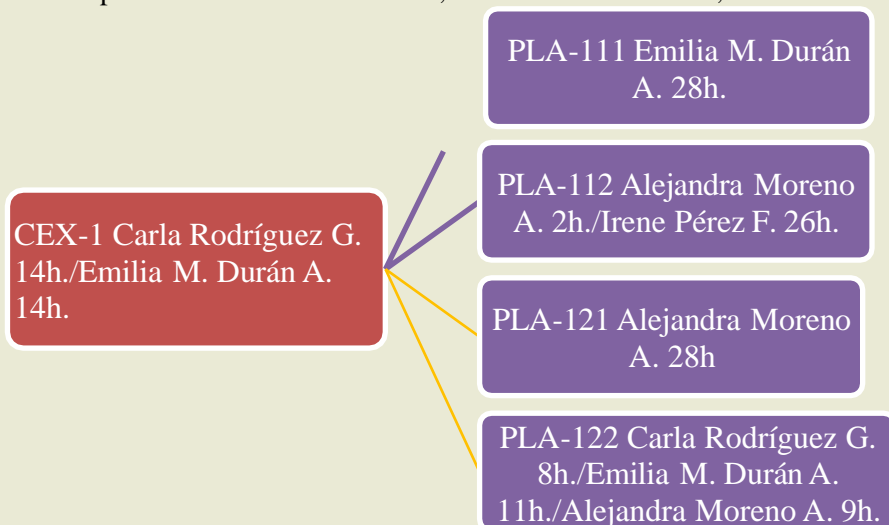 PLA-111 Emilia M. Durán
A. 28h.
PLA-112 Alejandra Moreno
A. 2h./Irene Pérez F. 26h.
CEX-1 Carla Rodríguez G.
14h./Emilia M. Durán A.
14h.
PLA-121 Alejandra Moreno
A. 28h
PLA-122 Carla Rodríguez G.
8h./Emilia M. Durán A.
11h./Alejandra Moreno A. 9h.